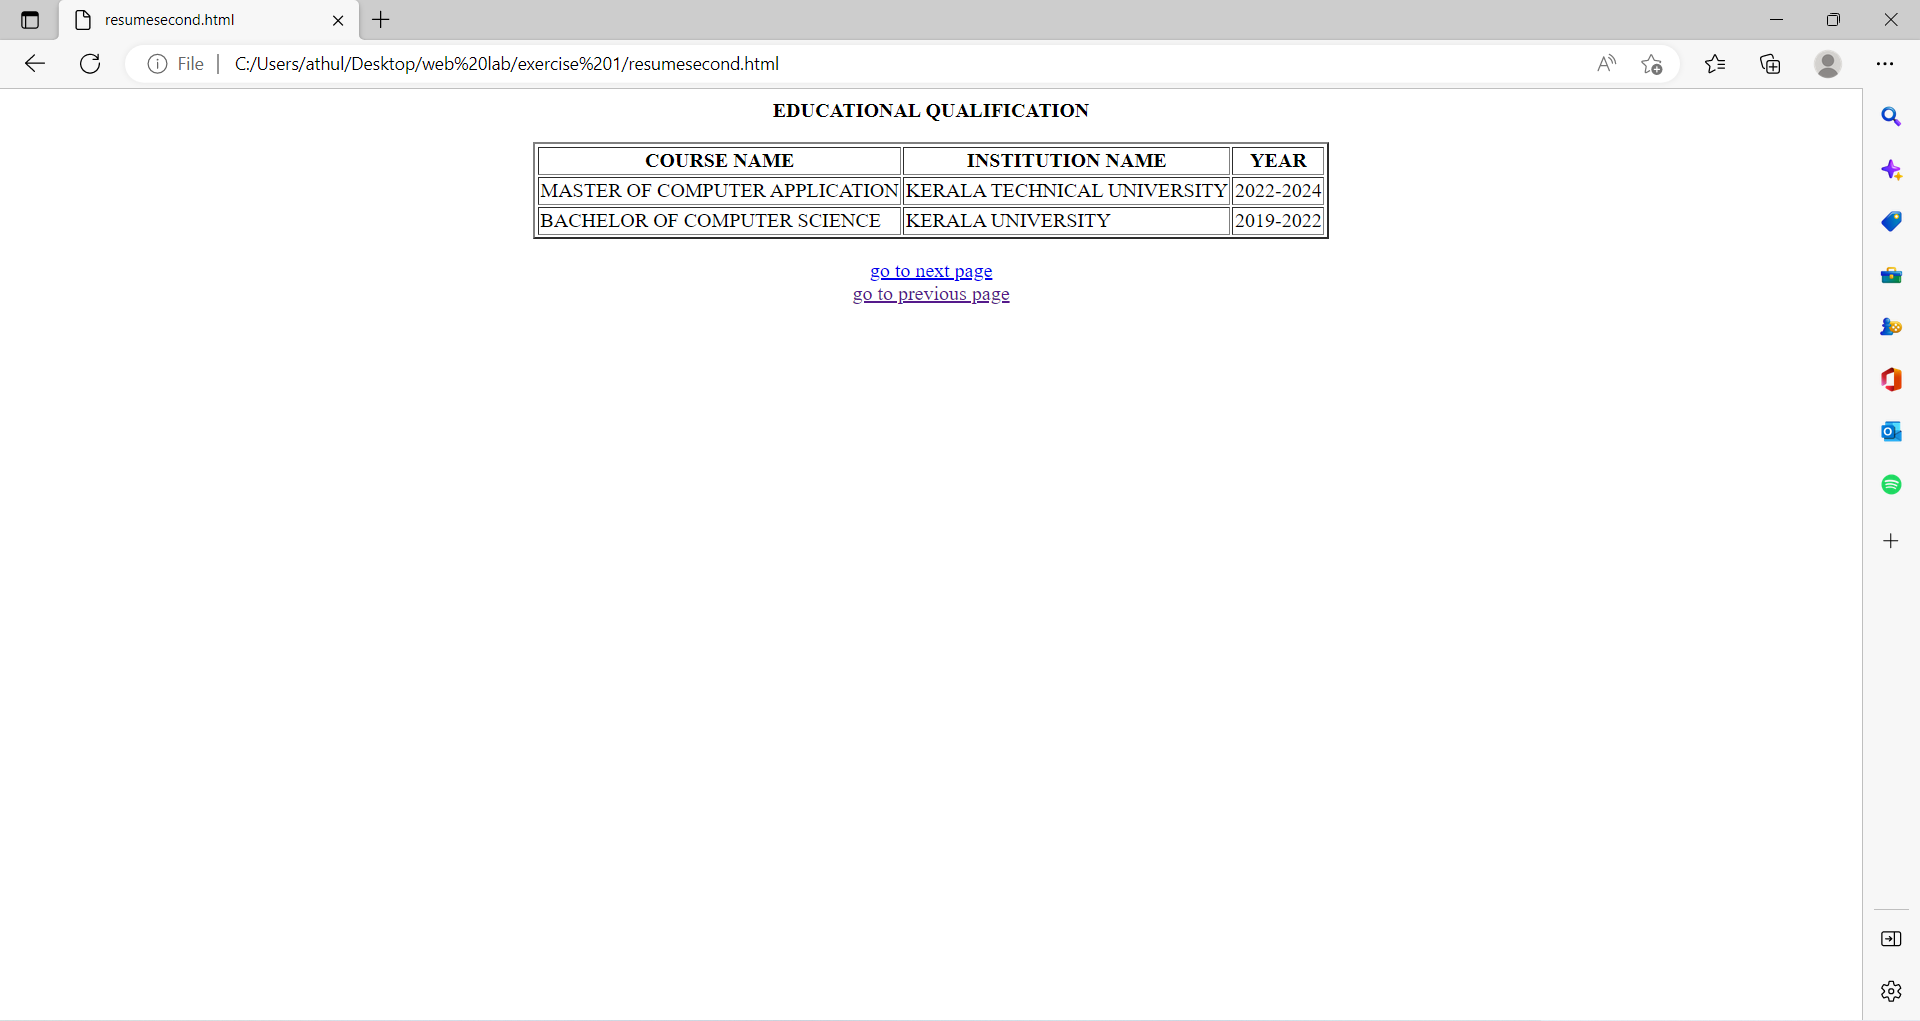 resumesecond.html
File C:/Users/athul/Desktop/web%20lab/exercise%201/resumesecond.html
EDUCATIONAL QUALIFICATION
COURSE NAME INSTITUTION NAME YEAR
MASTER OF COMPUTER APPLICATION KERALA TECHNICAL UNIVERSITY 2022-2024
BACHELOR OF COMPUTER SCIENCE KERALA UNIVERSITY 2019-2022
go to next page
go to previous page